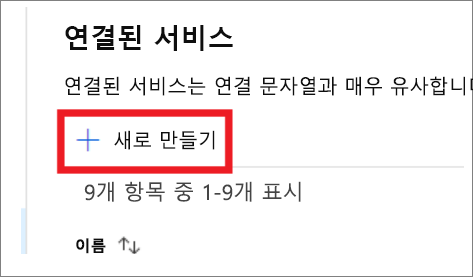 연결된 서비스
연결된 서비스는 연결 문자열과 매우 유사합니
새로 만들기
9개 항목 중 1-9개 표시
이름